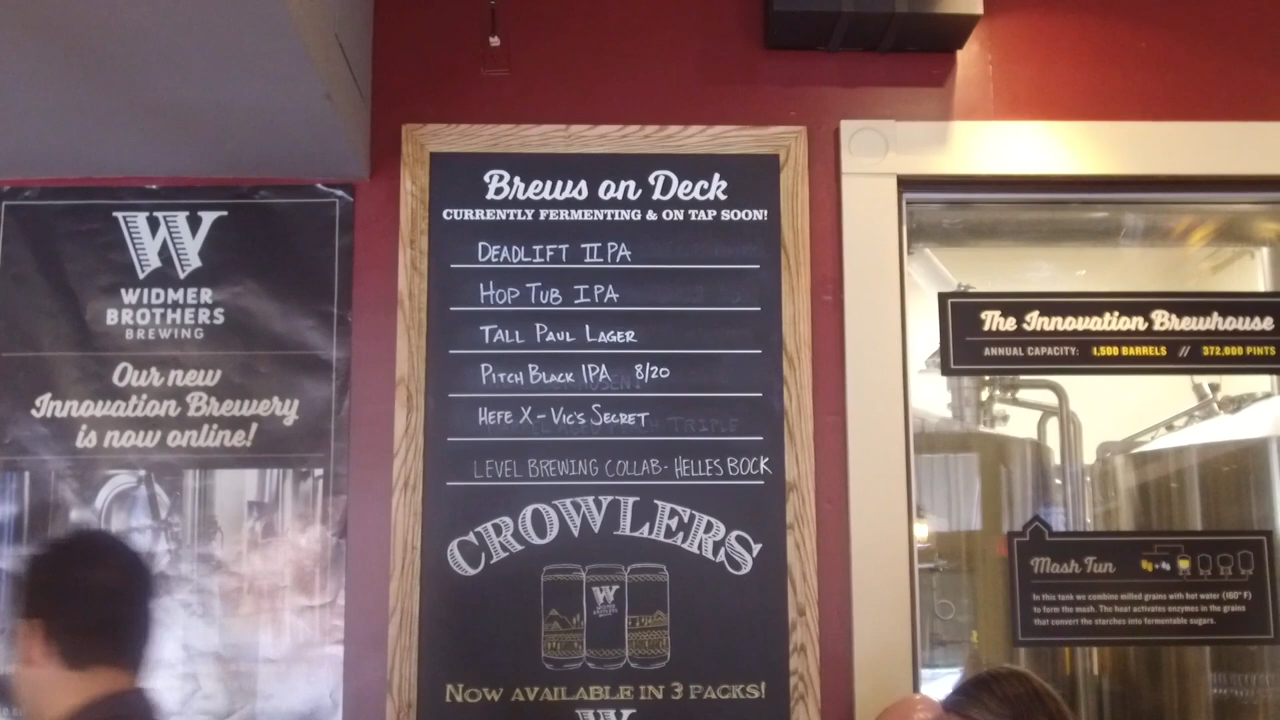 W
WIDMER
BROTHERS
BREWING
Our new
Innovation Brewery
is now online!
Brews on Deck
CURRENTLY FERMENTING & ON TAP SOON!
DEADLIFT IIPA
HOP TUB IPA
TALL PAUL LAGER
PITCH BLACK IPA 8/20
HEFE X - VIC'S SECRET
LEVEL BREWING COLLAB - HELLES BOCK
CROWLERS
W
WIDMER
BROTHERS
NOW AVAILABLE IN 3 PACKS!
W
The Innovation Brewhouse
ANNUAL CAPACITY: 1,500 BARRELS // 372,000 PINTS
Mash Tun
In this tank we combine milled grains with hot water (160° F)
to form the mash. The heat activates enzymes in the grains
that convert the starches into fermentable sugars.